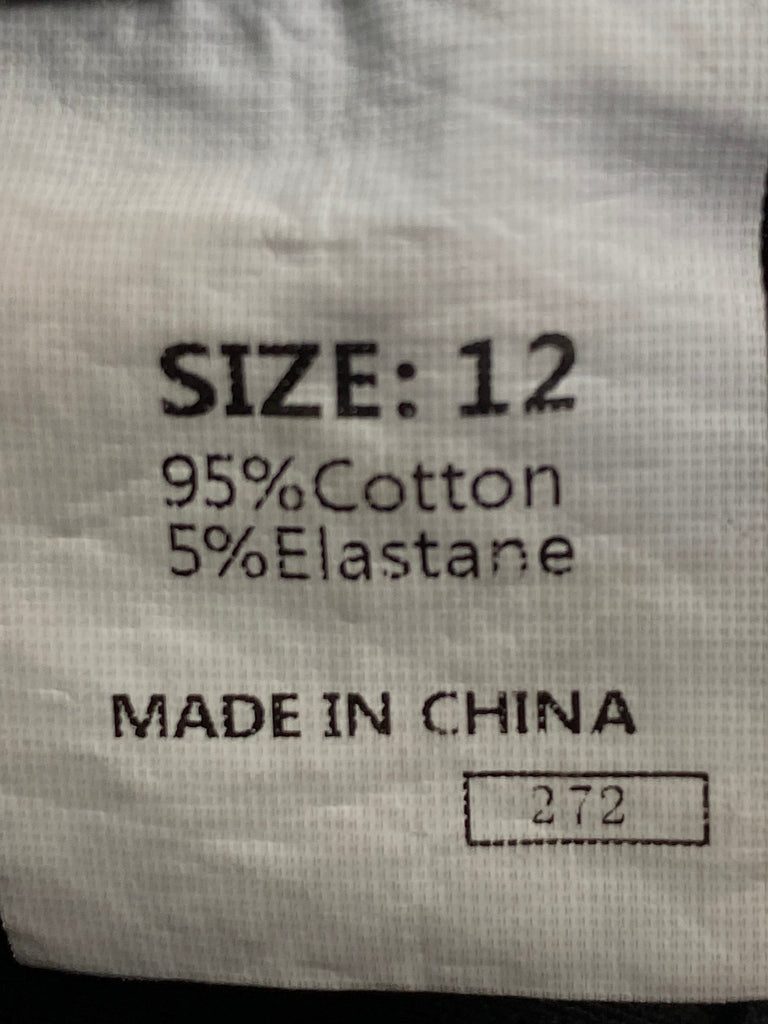 SIZE: 12
95%Cotton
5%Elastane
MADE IN CHINA
272